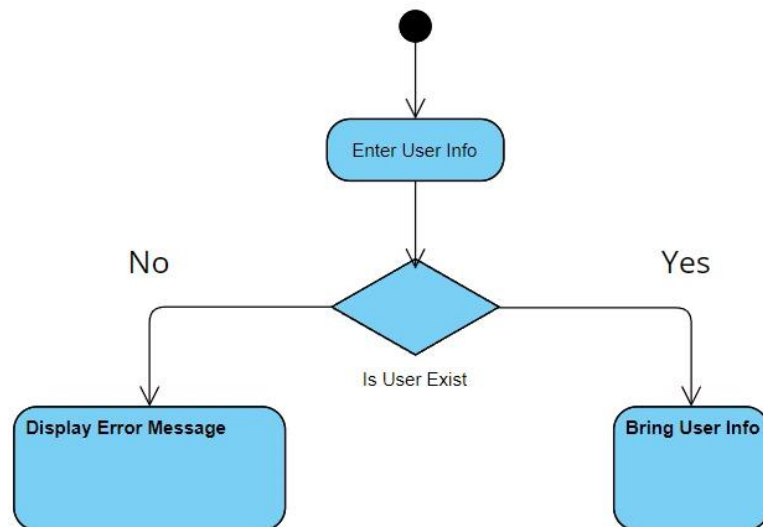 Enter User Info
No
Yes
Is User Exist
Display Error Message
Bring User Info